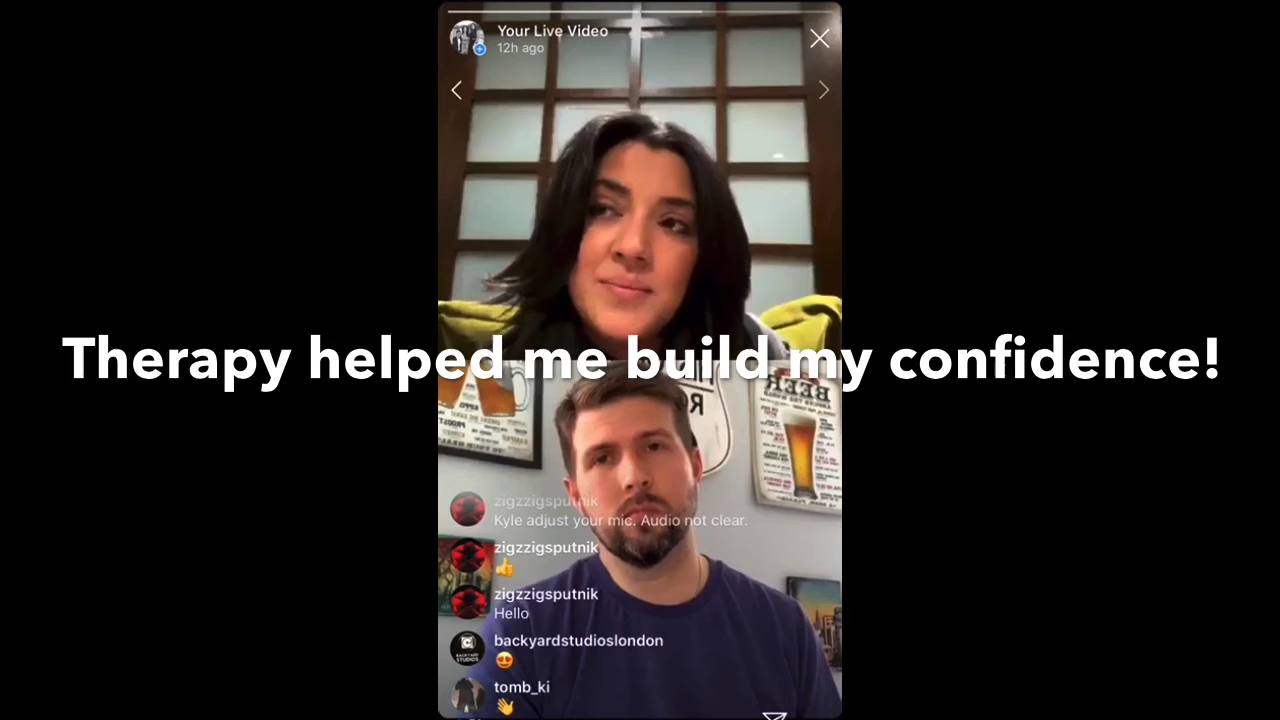 Your Live Video
12h ago
Therapy helped me build my confidence!
BEER
zigzzigsputnik
Kyle adjust your mic. Audio not clear.
zigzzigsputnik
👍
zigzzigsputnik
Hello
backyardstudioslondon
😍
tomb_ki
👋